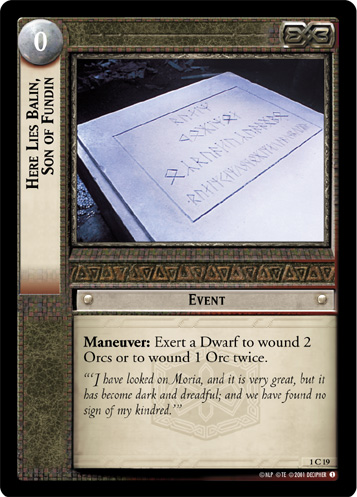 0
HERE LIES BALIN,
SON OF FUNDIN
EVENT
Maneuver: Exert a Dwarf to wound 2
Orcs or to wound 1 Orc twice.
“‘I have looked on Moria, and it is very great, but it
has become dark and dreadful; and we have found no
sign of my kindred.’”
1 C 19
© NLP ™ TE © 2001 DECIPHER